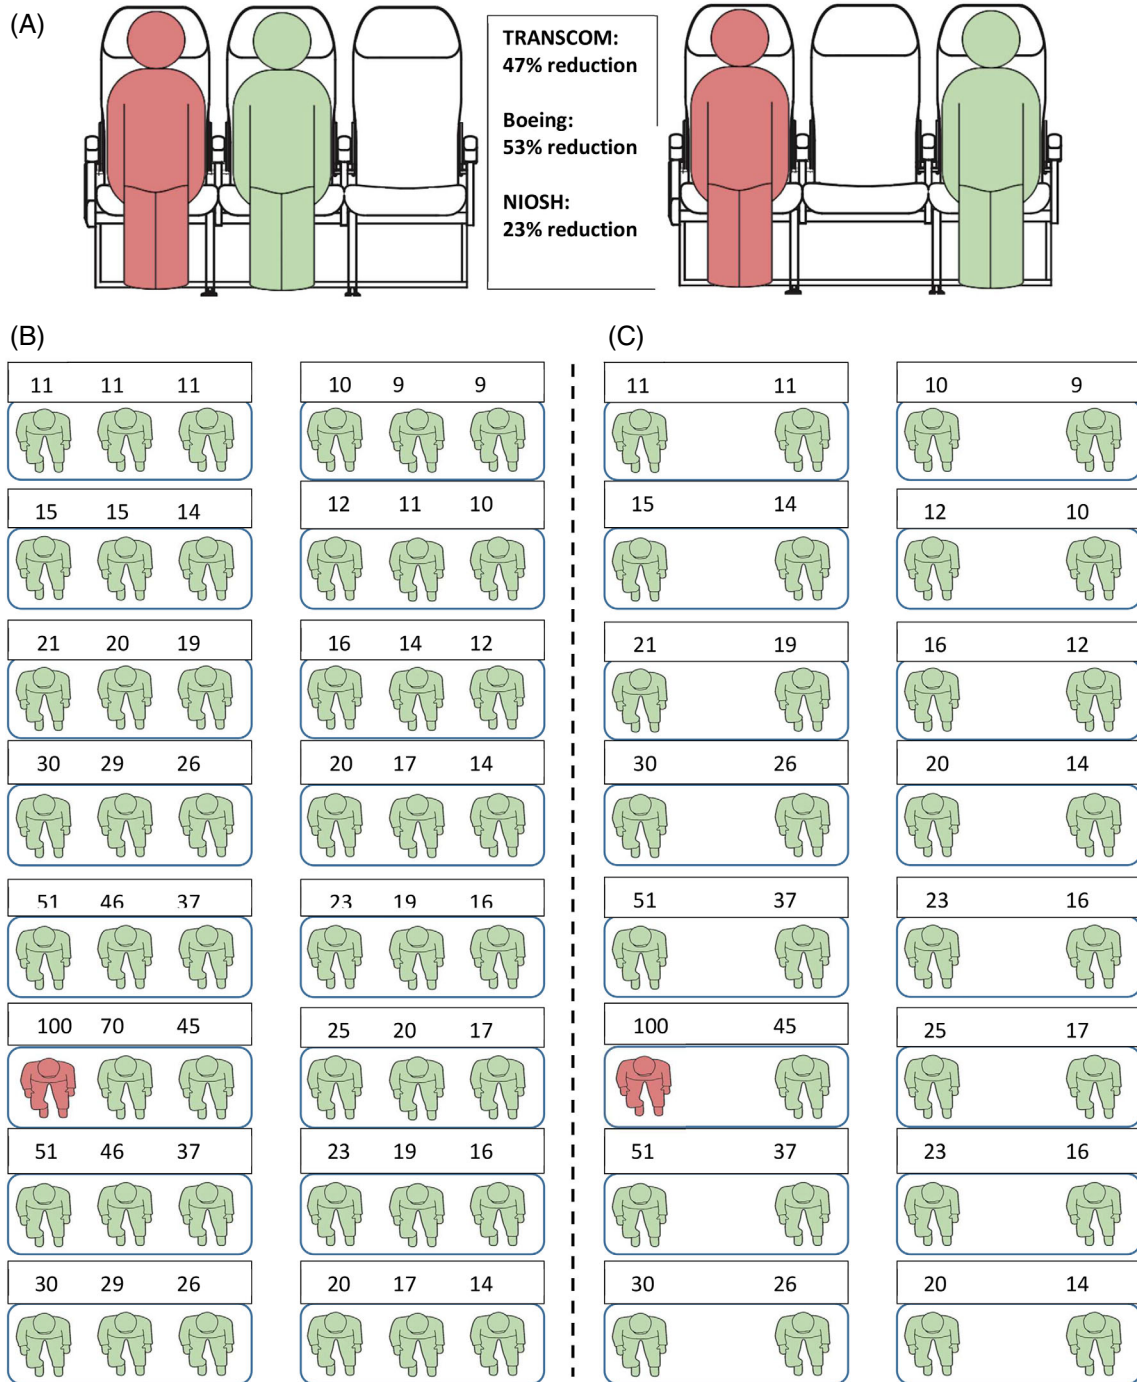 (A)
TRANSCOM:
47% reduction
Boeing:
53% reduction
NIOSH:
23% reduction
(B)
(C)
11 11 11 10 9 9 11 11 10 9
15 15 14 12 11 10 15 14 12 10
21 20 19 16 14 12 21 19 16 12
30 29 26 20 17 14 30 26 20 14
51 46 37 23 19 16 51 37 23 16
100 70 45 25 20 17 100 45 25 17
51 46 37 23 19 16 51 37 23 16
30 29 26 20 17 14 30 26 20 14